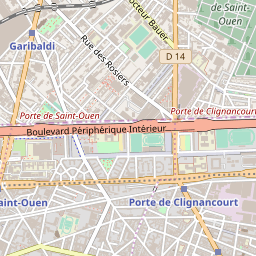 de Saint-
Ouen
Docteur Bauer
Garibaldi
Rue des Rosiers
D 14
Porte de Saint-Ouen
Porte de Clignancourt
Boulevard Périphérique Intérieur
Saint-Ouen
Porte de Clignancourt